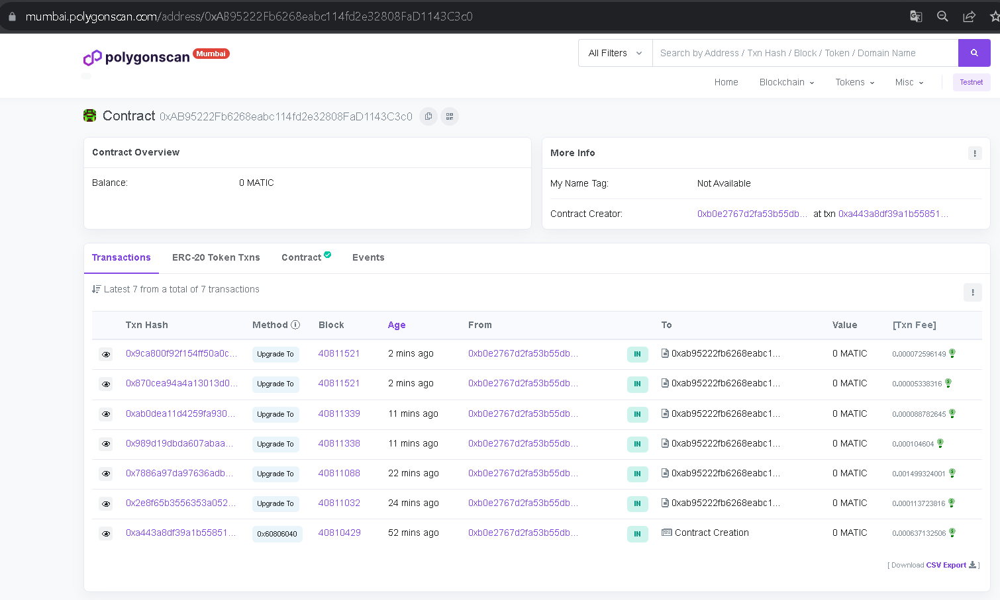 mumbai.polygonscan.com/address/0xAB95222Fb6268eabc114fd2e32808FaD1143C3c0
polygonscan Mumbai
All Filters Search by Address / Txn Hash / Block / Token / Domain Name
Home Blockchain Tokens Misc Testnet
Contract 0xAB95222Fb6268eabc114fd2e32808FaD1143C3c0
Contract Overview
Balance: 0 MATIC
More Info
My Name Tag: Not Available
Contract Creator: 0xb0e2767d2fa53b55db... at txn 0xa443a8df39a1b55851...
Transactions ERC-20 Token Txns Contract Events
Latest 7 from a total of 7 transactions
Txn Hash Method Block Age From To Value [Txn Fee]
0x9ca800f92f154ff50a0c... Upgrade To 40811521 2 mins ago 0xb0e2767d2fa53b55db... IN 0xab95222fb6268eabc1... 0 MATIC 0.000072596149
0x870cea94a4a13013d0... Upgrade To 40811521 2 mins ago 0xb0e2767d2fa53b55db... IN 0xab95222fb6268eabc1... 0 MATIC 0.00005338316
0xab0dea11d4259fa930... Upgrade To 40811339 11 mins ago 0xb0e2767d2fa53b55db... IN 0xab95222fb6268eabc1... 0 MATIC 0.000088782645
0x989d19dbda607abaa... Upgrade To 40811338 11 mins ago 0xb0e2767d2fa53b55db... IN 0xab95222fb6268eabc1... 0 MATIC 0.000104604
0x7886a97da97636adb... Upgrade To 40811088 22 mins ago 0xb0e2767d2fa53b55db... IN 0xab95222fb6268eabc1... 0 MATIC 0.001499324001
0x2e8f65b3556353a052... Upgrade To 40811032 24 mins ago 0xb0e2767d2fa53b55db... IN 0xab95222fb6268eabc1... 0 MATIC 0.000113723816
0xa443a8df39a1b55851... 0x60806040 40810429 52 mins ago 0xb0e2767d2fa53b55db... IN Contract Creation 0 MATIC 0.000637132506
[ Download CSV Export ]